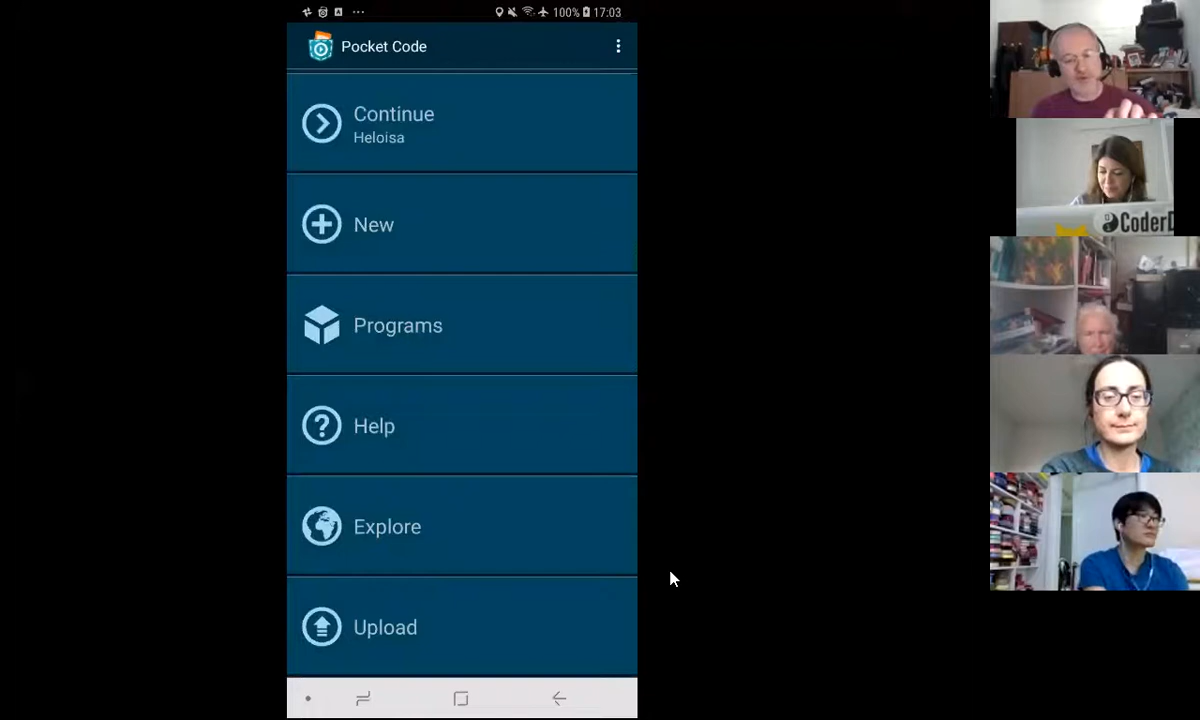 100% 17:03
Pocket Code
Continue
Heloisa
New
Programs
Help
Explore
Upload
CoderD